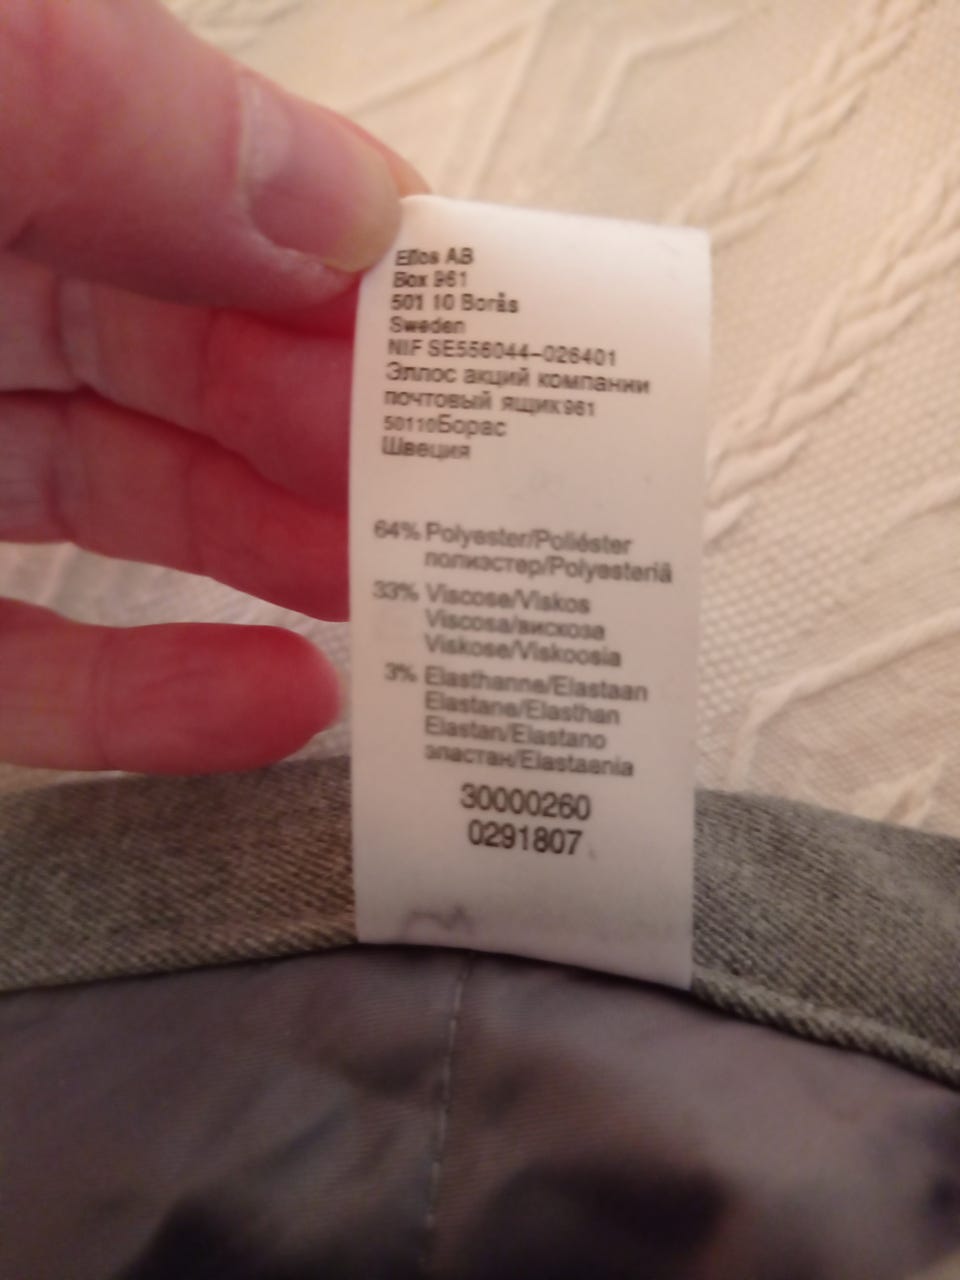 Ellos AB
Box 961
501 10 Borås
Sweden
NIF SE556044-026401
Эллос акций компании
почтовый ящик961
50110Борас
Швеция
64% Polyester/Poliéster
полиэстер/Polyesteriä
33% Viscose/Viskos
Viscosa/вискоза
Viskose/Viskoosia
3% Elasthanne/Elastaan
Elastane/Elasthan
Elastan/Elastano
эластан/Elastaenia
30000260
0291807